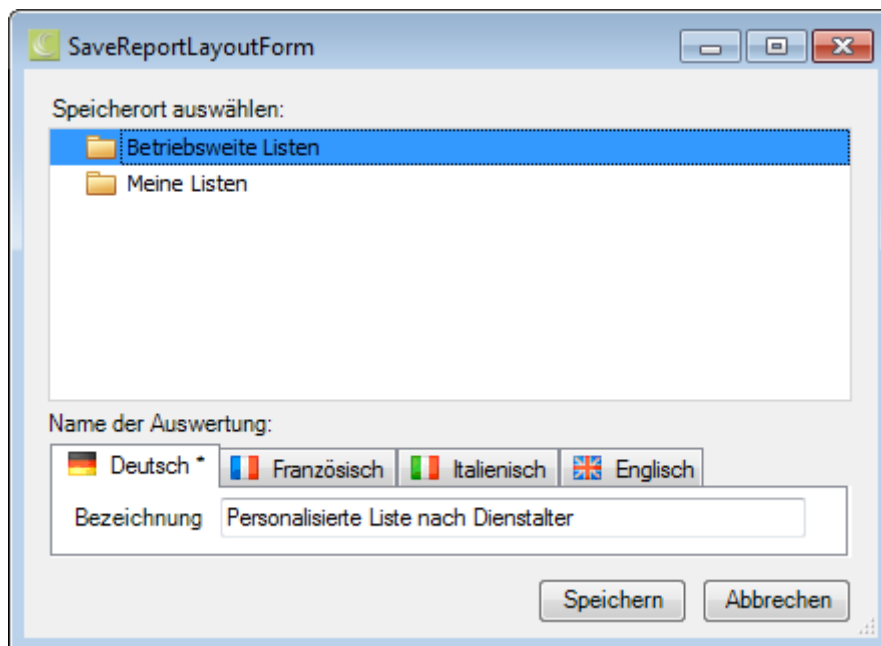 SaveReportLayoutForm
Speicherort auswählen:
Betriebsweite Listen
Meine Listen
Name der Auswertung:
Deutsch * Französisch Italienisch Englisch
Bezeichnung Personalisierte Liste nach Dienstalter
Speichern Abbrechen